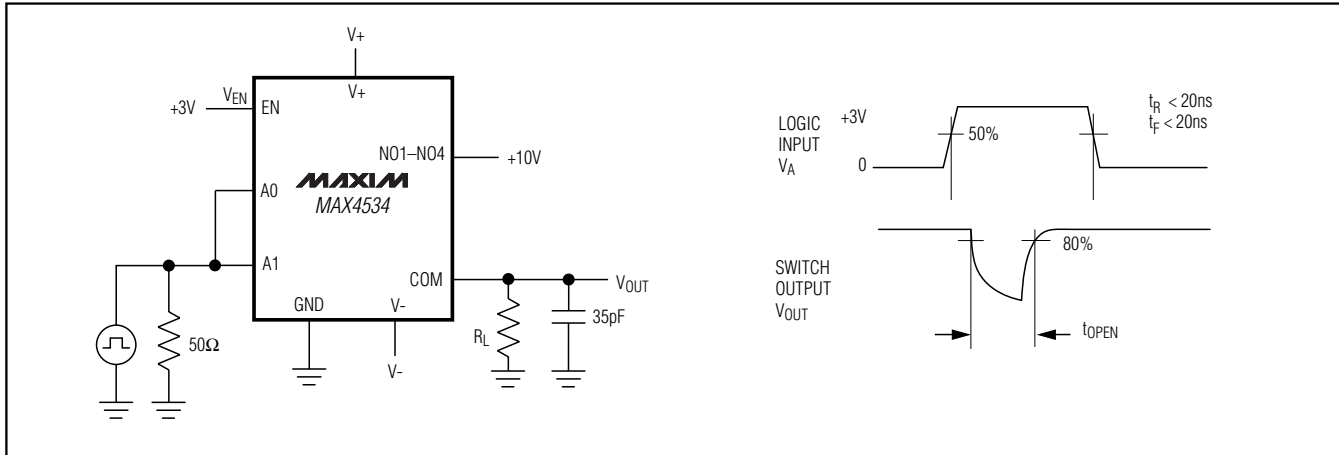 V+
V+
VEN
+3V
EN
NO1–NO4
+10V
A0
MAXIM
MAX4534
A1
COM
VOUT
GND
V-
50Ω
RL
35pF
V-
LOGIC
INPUT
VA
+3V
50%
0
tR < 20ns
tF < 20ns
SWITCH
OUTPUT
VOUT
80%
tOPEN